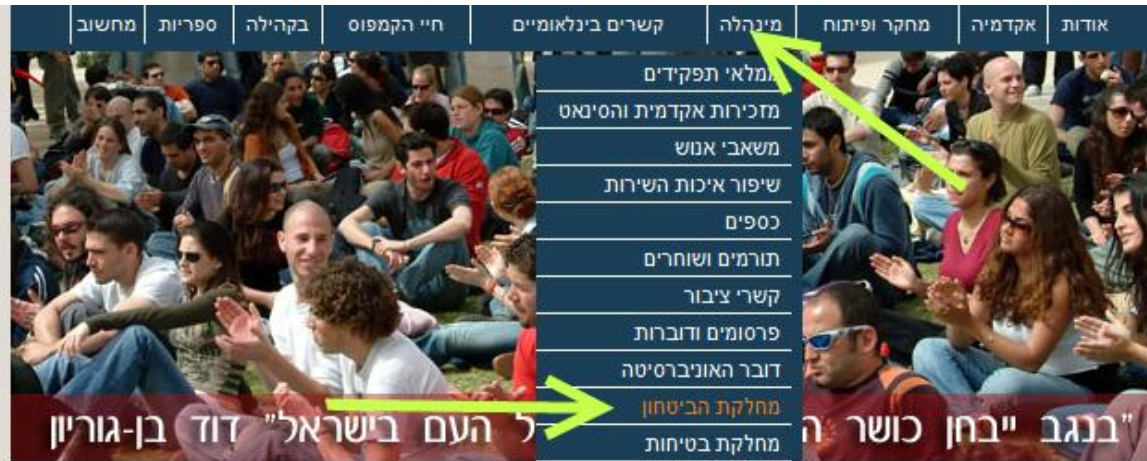 אודות אקדמיה מחקר ופיתוח מינהלה קשרים בינלאומיים חיי הקמפוס בקהילה ספריות מחשוב
ממלאי תפקידים
מזכירות אקדמית והסינאט
משאבי אנוש
שיפור איכות השירות
כספים
תורמים ושוחרים
קשרי ציבור
פרסומים ודוברות
דובר האוניברסיטה
מחלקת הביטחון
"בנגב ייבחן כושר ה ל העם בישראל" דוד בן-גוריון
מחלקת בטיחות